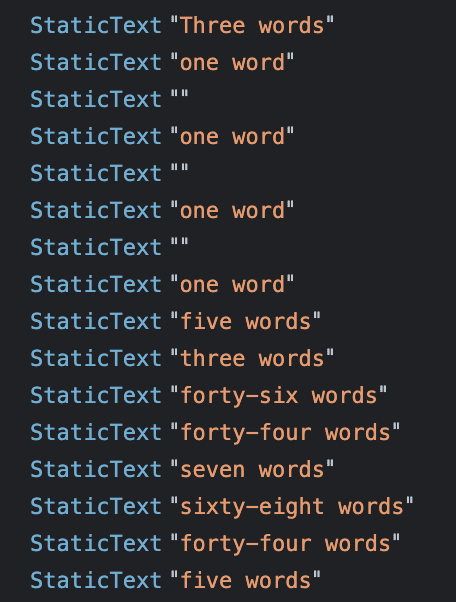 StaticText "Three words"
StaticText "one word"
StaticText ""
StaticText "one word"
StaticText ""
StaticText "one word"
StaticText ""
StaticText "one word"
StaticText "five words"
StaticText "three words"
StaticText "forty-six words"
StaticText "forty-four words"
StaticText "seven words"
StaticText "sixty-eight words"
StaticText "forty-four words"
StaticText "five words"